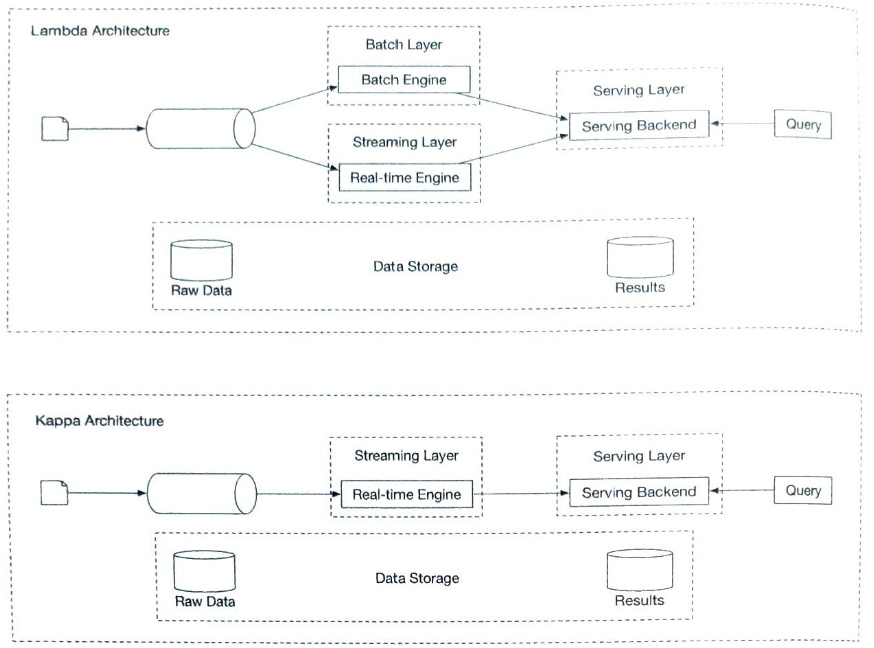 Lambda Architecture
Batch Layer
Batch Engine
Serving Layer
Serving Backend
Query
Streaming Layer
Real-time Engine
Raw Data
Data Storage
Results
Kappa Architecture
Streaming Layer
Real-time Engine
Serving Layer
Serving Backend
Query
Raw Data
Data Storage
Results